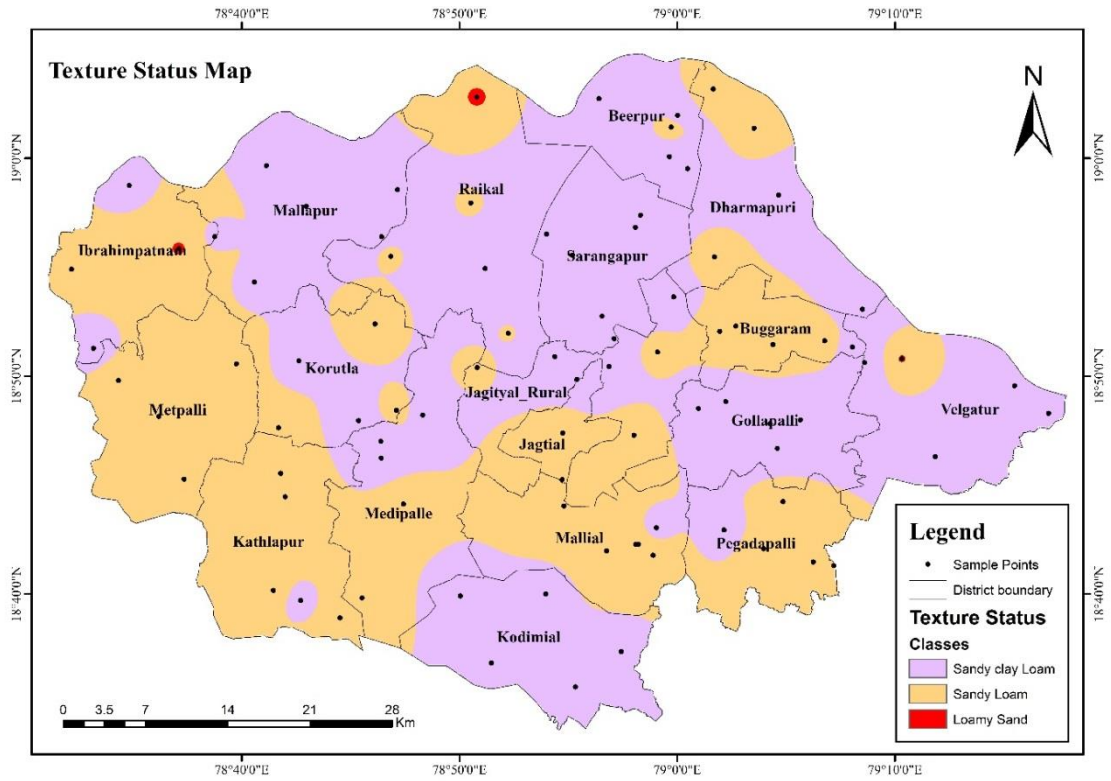 78°40'0"E 78°50'0"E 79°0'0"E 79°10'0"E
Texture Status Map
N
Beerpur
19°0'0"N 19°0'0"N
Raikal
Mallapur
Dharmapuri
Ibrahimpatnam
Sarangapur
Buggaram
18°50'0"N 18°50'0"N
Korutla
Jagityal_Rural
Metpalli
Velgatur
Gollapalli
Jagtial
Medipalle
Mallial
Kathlapur
Pegadapalli
18°40'0"N 18°40'0"N
Kodimial
Legend
Sample Points
District boundary
Texture Status
Classes
Sandy clay Loam
Sandy Loam
Loamy Sand
0 3.5 7 14 21 28
Km
78°40'0"E 78°50'0"E 79°0'0"E 79°10'0"E